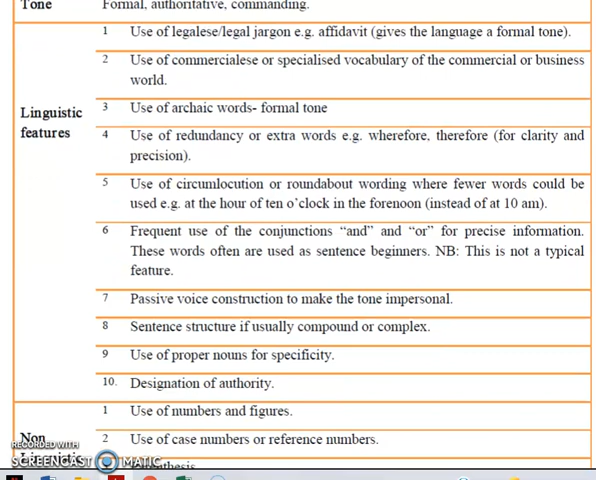 Tone Formal, authoritative, commanding.
1 Use of legalese/legal jargon e.g. affidavit (gives the language a formal tone).
2 Use of commercialese or specialised vocabulary of the commercial or business
world.
Linguistic
features
3 Use of archaic words- formal tone
4 Use of redundancy or extra words e.g. wherefore, therefore (for clarity and
precision).
5 Use of circumlocution or roundabout wording where fewer words could be
used e.g. at the hour of ten o’clock in the forenoon (instead of at 10 am).
6 Frequent use of the conjunctions “and” and “or” for precise information.
These words often are used as sentence beginners. NB: This is not a typical
feature.
7 Passive voice construction to make the tone impersonal.
8 Sentence structure if usually compound or complex.
9 Use of proper nouns for specificity.
10. Designation of authority.
1 Use of numbers and figures.
Non
Linguistic
2 Use of case numbers or reference numbers.
Parenthesis
RECORDED WITH
SCREENCAST MATIC